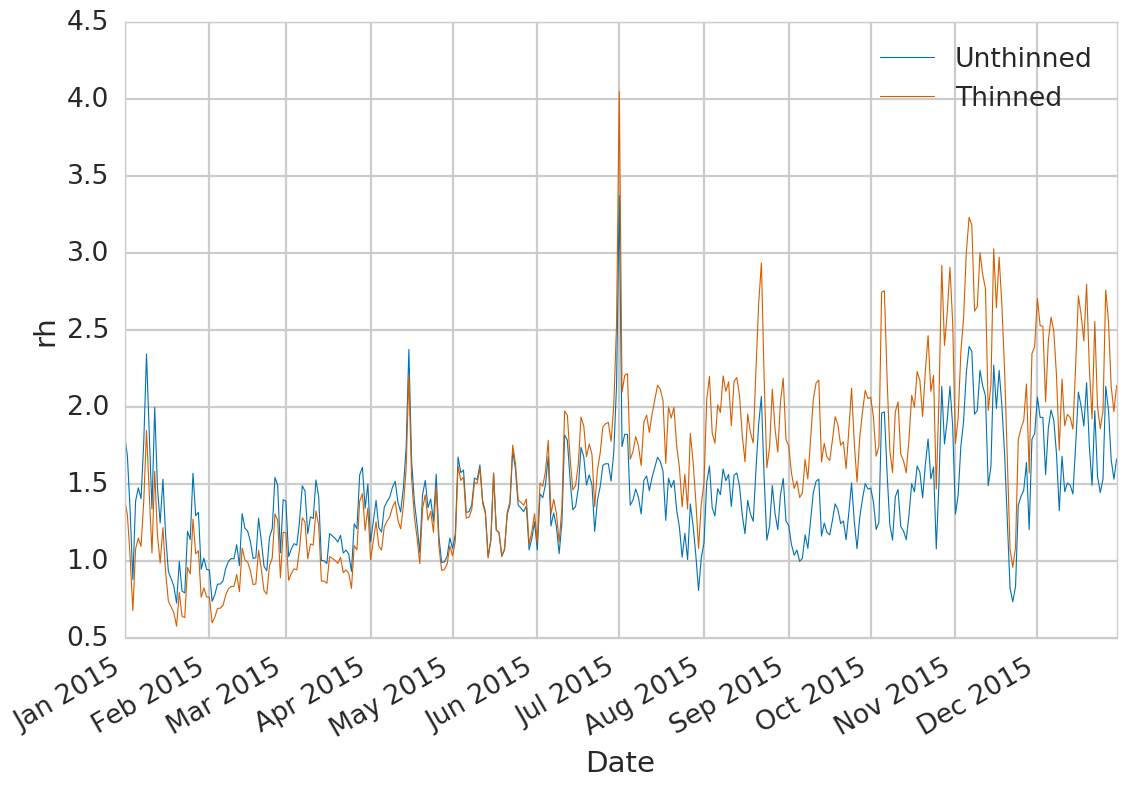 4.5
4.0
3.5
3.0
2.5
2.0
1.5
1.0
0.5
rh
Unthinned
Thinned
Jan 2015
Feb 2015
Mar 2015
Apr 2015
May 2015
Jun 2015
Jul 2015
Aug 2015
Sep 2015
Oct 2015
Nov 2015
Dec 2015
Date